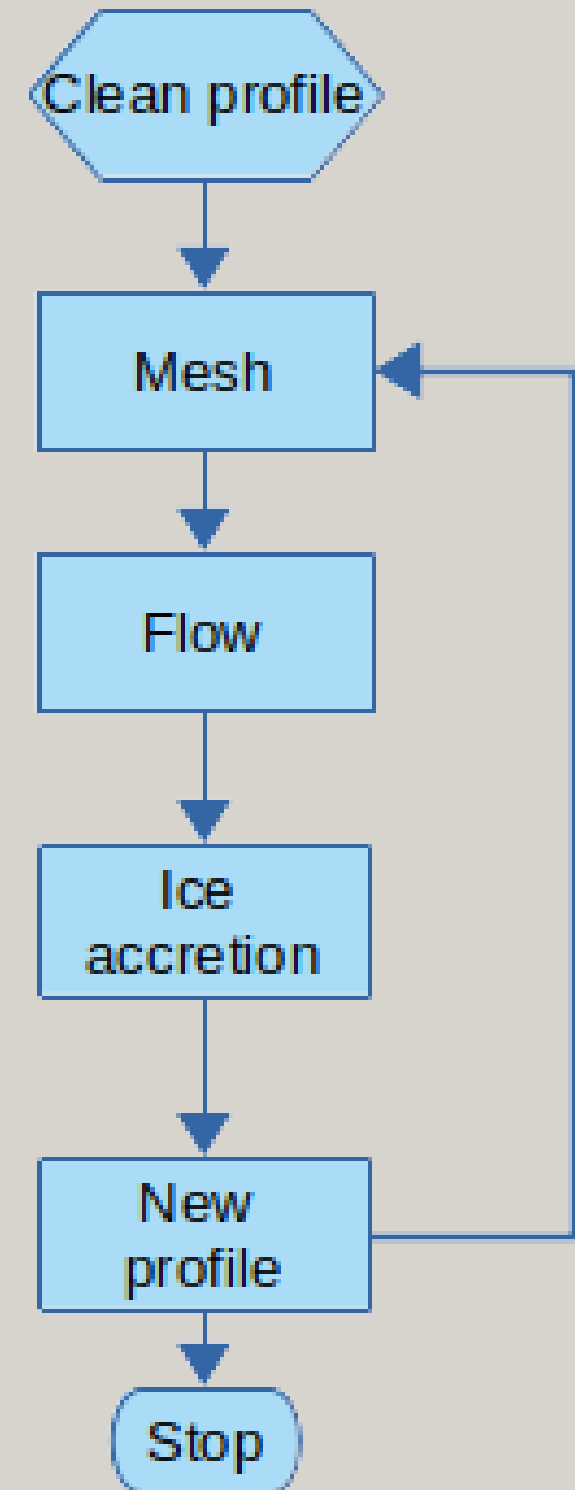 Clean profile
Mesh
Flow
Ice
accretion
New
profile
Stop